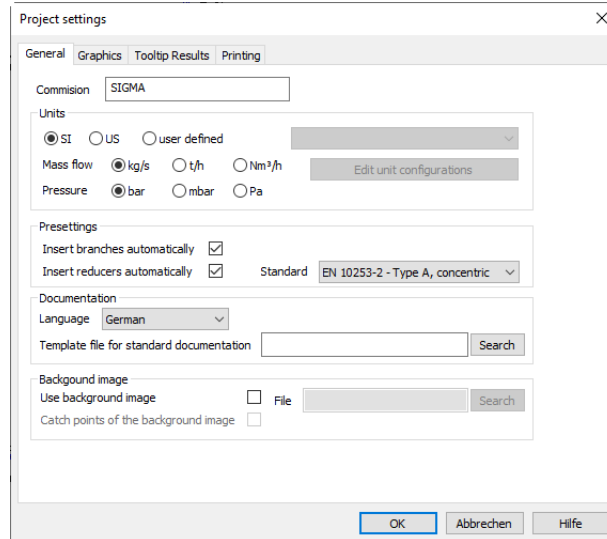 Project settings
General Graphics Tooltip Results Printing
Commision SIGMA
Units
SI US user defined
Mass flow kg/s t/h Nm³/h Edit unit configurations
Pressure bar mbar Pa
Presettings
Insert branches automatically
Insert reducers automatically Standard EN 10253-2 - Type A, concentric
Documentation
Language German
Template file for standard documentation Search
Backgound image
Use background image File Search
Catch points of the background image
OK Abbrechen Hilfe